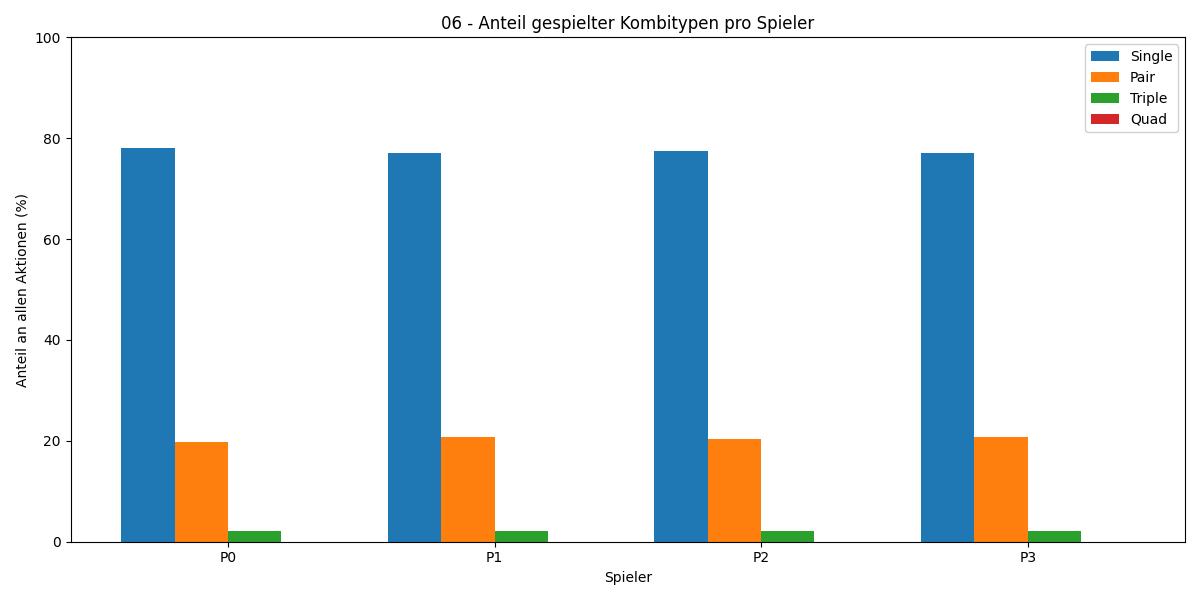 06 - Anteil gespielter Kombitypen pro Spieler
Anteil an allen Aktionen (%)
100
80
60
40
20
0
Single
Pair
Triple
Quad
P0
P1
P2
P3
Spieler